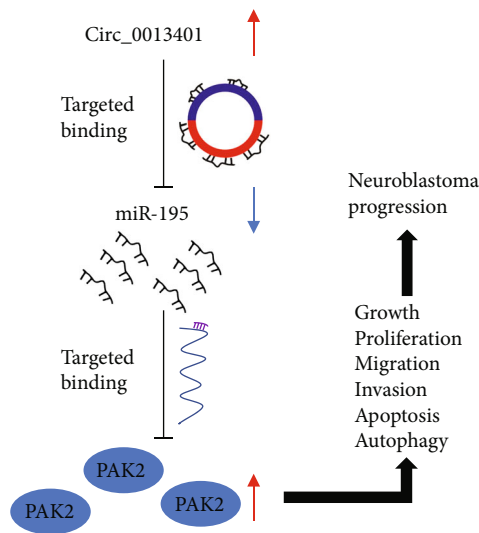 Circ_0013401
Targeted
binding
miR-195
Targeted
binding
PAK2
PAK2
PAK2
Neuroblastoma
progression
Growth
Proliferation
Migration
Invasion
Apoptosis
Autophagy